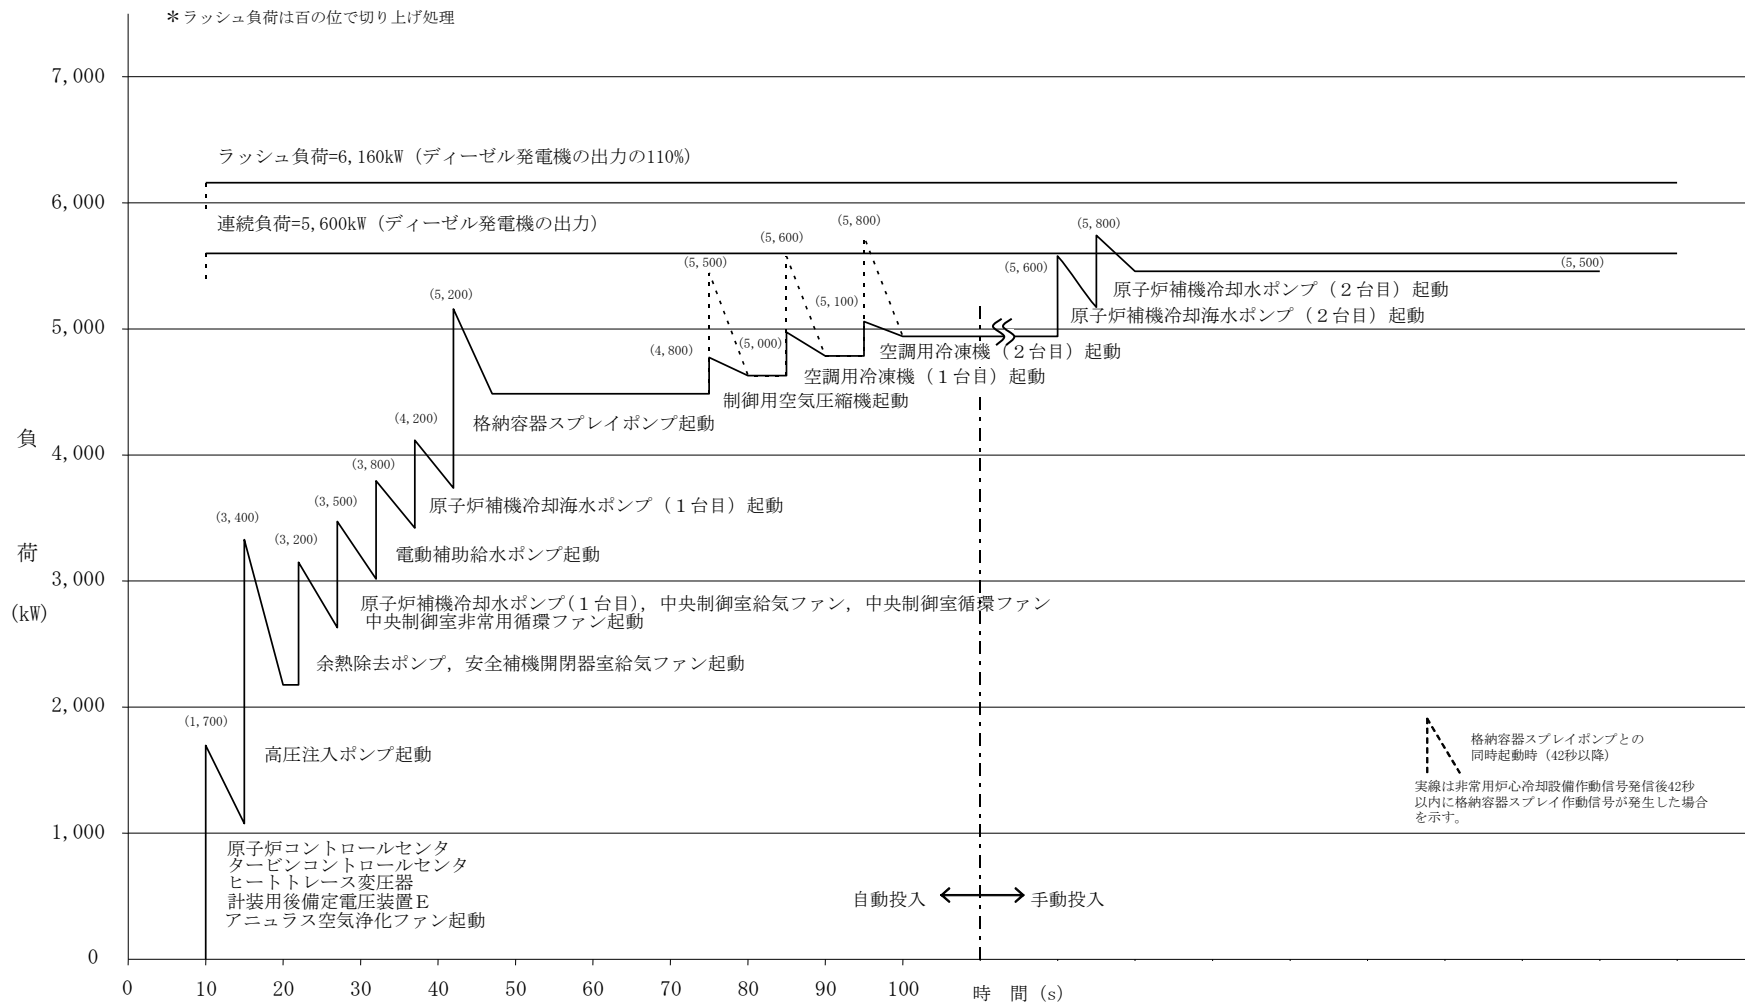 ＊ラッシュ負荷は百の位で切り上げ処理
7,000
ラッシュ負荷=6,160kW（ディーゼル発電機の出力の110%）
6,000
連続負荷=5,600kW（ディーゼル発電機の出力）
(5,800)
(5,800)
(5,600)
(5,500)
(5,600)
(5,500)
(5,200)
(5,100)
原子炉補機冷却水ポンプ（２台目）起動
原子炉補機冷却海水ポンプ（２台目）起動
5,000
(4,800)
(5,000)
空調用冷凍機（２台目）起動
空調用冷凍機（１台目）起動
制御用空気圧縮機起動
(4,200)
格納容器スプレイポンプ起動
負
4,000
(3,800)
(3,500)
原子炉補機冷却海水ポンプ（１台目）起動
(3,400)
(3,200)
荷
電動補助給水ポンプ起動
3,000
(kW)
原子炉補機冷却水ポンプ(１台目)，中央制御室給気ファン，中央制御室循環ファン
中央制御室非常用循環ファン起動
余熱除去ポンプ，安全補機開閉器室給気ファン起動
2,000
(1,700)
高圧注入ポンプ起動
格納容器スプレイポンプとの
同時起動時（42秒以降）
実線は非常用炉心冷却設備作動信号発信後42秒
以内に格納容器スプレイ作動信号が発生した場合
を示す。
1,000
原子炉コントロールセンタ
タービンコントロールセンタ
ヒートトレース変圧器
計装用後備定電圧装置Ｅ
アニュラス空気浄化ファン起動
自動投入
手動投入
0
0 10 20 30 40 50 60 70 80 90 100 時　間（s）